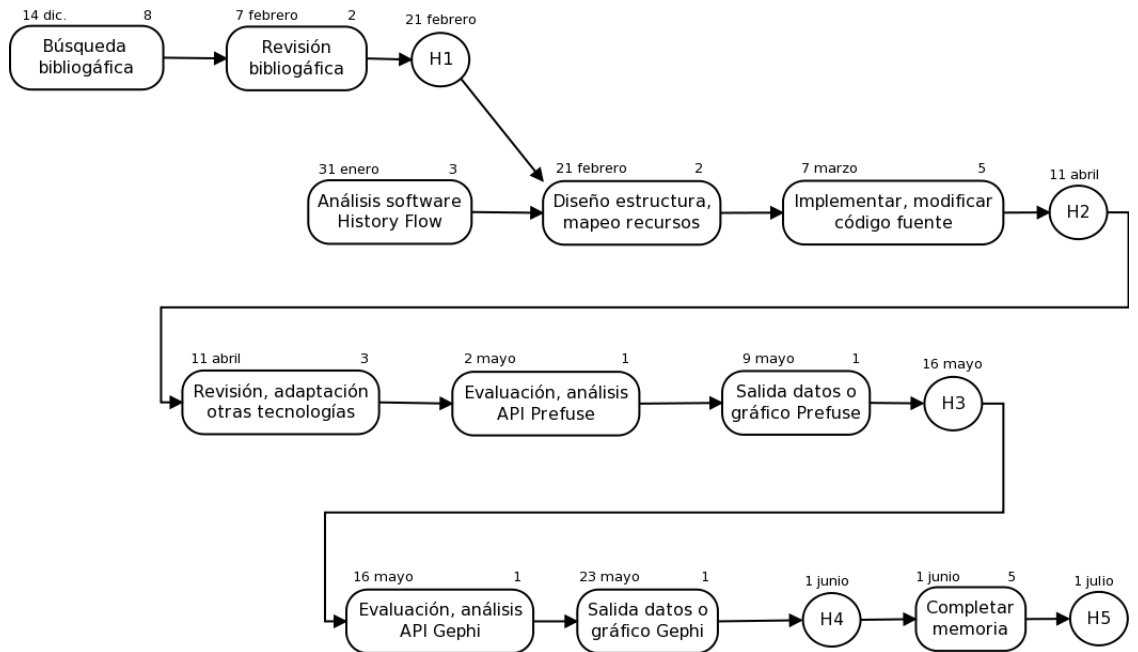 14 dic. 8
Búsqueda
bibliogáfica
7 febrero 2
Revisión
bibliogáfica
21 febrero
H1
31 enero 3
Análisis software
History Flow
21 febrero 2
Diseño estructura,
mapeo recursos
7 marzo 5
Implementar, modificar
código fuente
11 abril
H2
11 abril 3
Revisión, adaptación
otras tecnologías
2 mayo 1
Evaluación, análisis
API Prefuse
9 mayo 1
Salida datos o
gráfico Prefuse
16 mayo
H3
16 mayo 1
Evaluación, análisis
API Gephi
23 mayo 1
Salida datos o
gráfico Gephi
1 junio
H4
1 junio 5
Completar
memoria
1 julio
H5